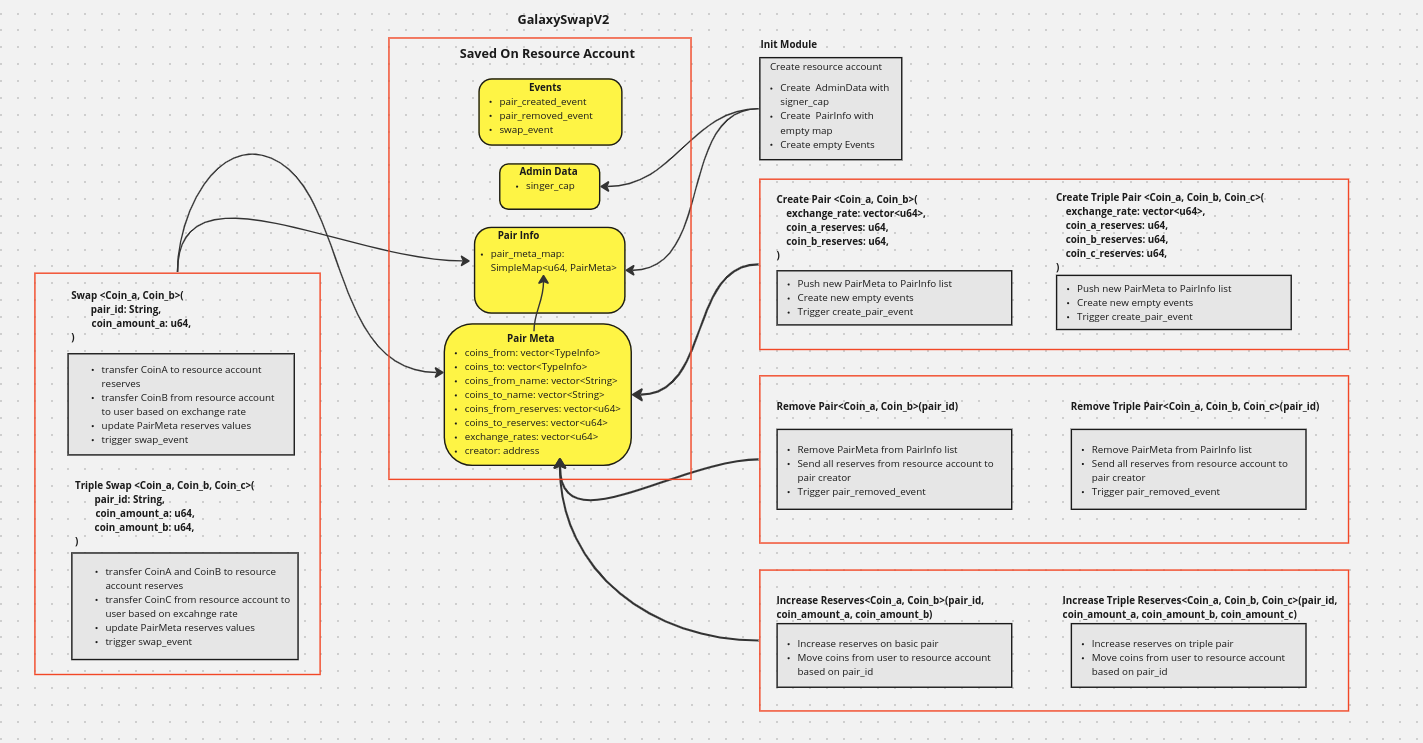 GalaxySwapV2
Saved On Resource Account
Events
• pair_created_event
• pair_removed_event
• swap_event
Admin Data
• singer_cap
Pair Info
• pair_meta_map:
SimpleMap<u64, PairMeta>
Pair Meta
• coins_from: vector<TypeInfo>
• coins_to: vector<TypeInfo>
• coins_from_name: vector<String>
• coins_to_name: vector<String>
• coins_from_reserves: vector<u64>
• coins_to_reserves: vector<u64>
• exchange_rates: vector<u64>
• creator: address
Swap <Coin_a, Coin_b>(
pair_id: String,
coin_amount_a: u64,
)
• transfer CoinA to resource account
reserves
• transfer CoinB from resource account
to user based on exchange rate
• update PairMeta reserves values
• trigger swap_event
Triple Swap <Coin_a, Coin_b, Coin_c>(
pair_id: String,
coin_amount_a: u64,
coin_amount_b: u64,
)
• transfer CoinA and CoinB to resource
account reserves
• transfer CoinC from resource account to
user based on excahnge rate
• update PairMeta reserves values
• trigger swap_event
Init Module
Create resource account
• Create AdminData with
signer_cap
• Create PairInfo with
empty map
• Create empty Events
Create Pair <Coin_a, Coin_b>(
exchange_rate: vector<u64>,
coin_a_reserves: u64,
coin_b_reserves: u64,
)
• Push new PairMeta to PairInfo list
• Create new empty events
• Trigger create_pair_event
Create Triple Pair <Coin_a, Coin_b, Coin_c>(
exchange_rate: vector<u64>,
coin_a_reserves: u64,
coin_b_reserves: u64,
coin_c_reserves: u64,
)
• Push new PairMeta to PairInfo list
• Create new empty events
• Trigger create_pair_event
Remove Pair<Coin_a, Coin_b>(pair_id)
• Remove PairMeta from PairInfo list
• Send all reserves from resource account to
pair creator
• Trigger pair_removed_event
Remove Triple Pair<Coin_a, Coin_b, Coin_c>(pair_id)
• Remove PairMeta from PairInfo list
• Send all reserves from resource account to
pair creator
• Trigger pair_removed_event
Increase Reserves<Coin_a, Coin_b>(pair_id,
coin_amount_a, coin_amount_b)
• Increase reserves on basic pair
• Move coins from user to resource account
based on pair_id
Increase Triple Reserves<Coin_a, Coin_b, Coin_c>(pair_id,
coin_amount_a, coin_amount_b, coin_amount_c)
• Increase reserves on triple pair
• Move coins from user to resource account
based on pair_id